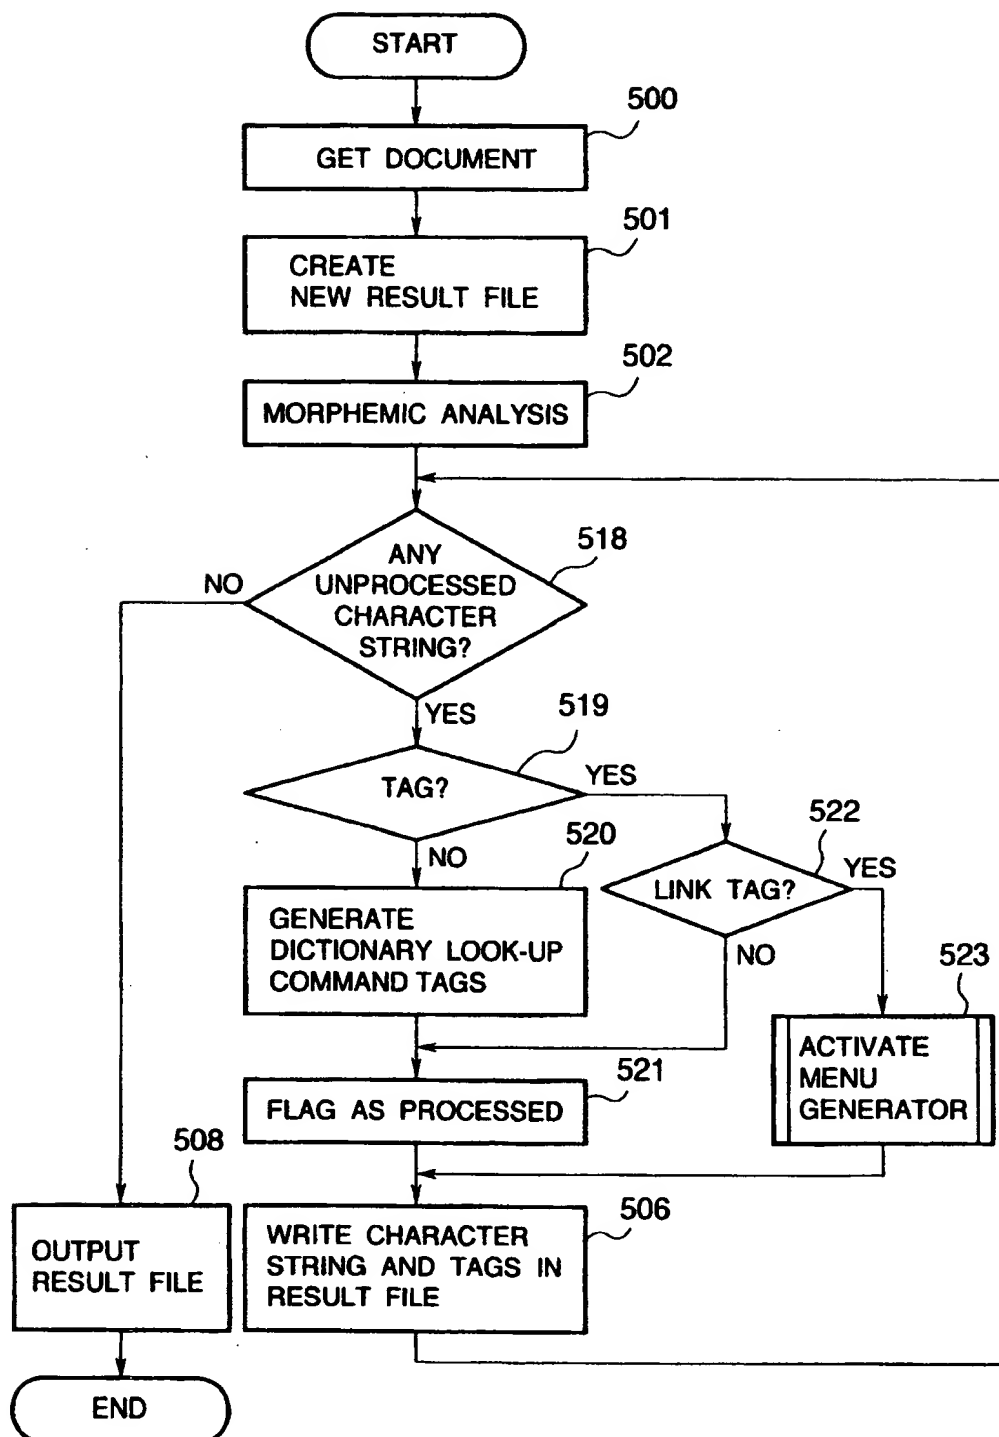 START
500
GET DOCUMENT
501
CREATE
NEW RESULT FILE
502
MORPHEMIC ANALYSIS
518
ANY
UNPROCESSED
CHARACTER
STRING?
NO
YES
519
TAG?
YES
NO
520
522
LINK TAG?
YES
NO
GENERATE
DICTIONARY LOOK-UP
COMMAND TAGS
523
ACTIVATE
MENU
GENERATOR
521
FLAG AS PROCESSED
508
OUTPUT
RESULT FILE
506
WRITE CHARACTER
STRING AND TAGS IN
RESULT FILE
END